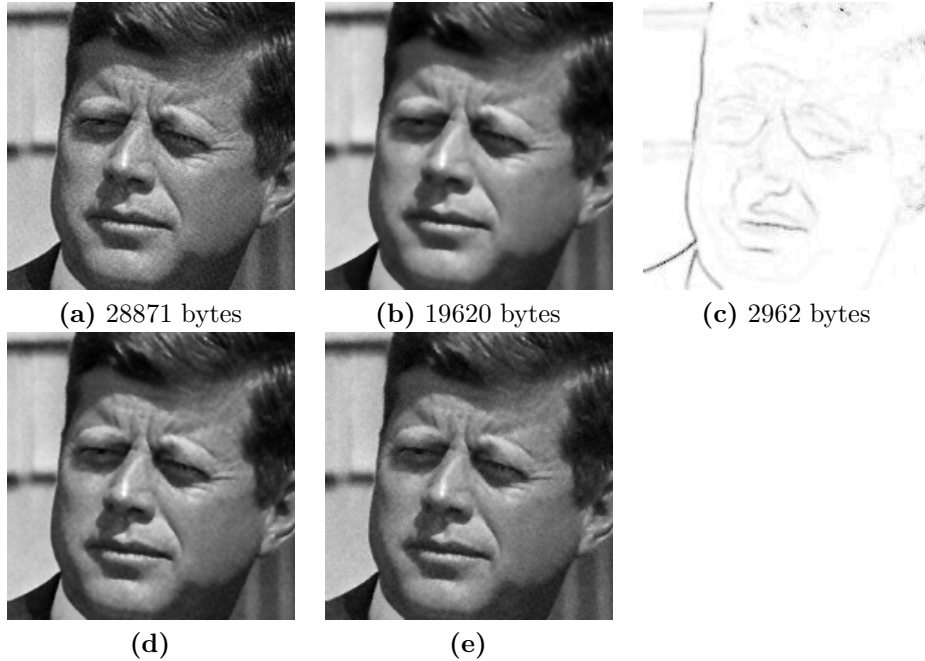 (a) 28871 bytes
(b) 19620 bytes
(c) 2962 bytes
(d)
(e)